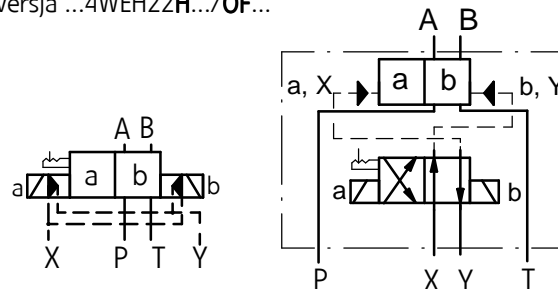 wersja ...4WEH22H.../OF...
A B
a, X a b b, Y
A B
a a b b
a b
X P T Y
P X Y T